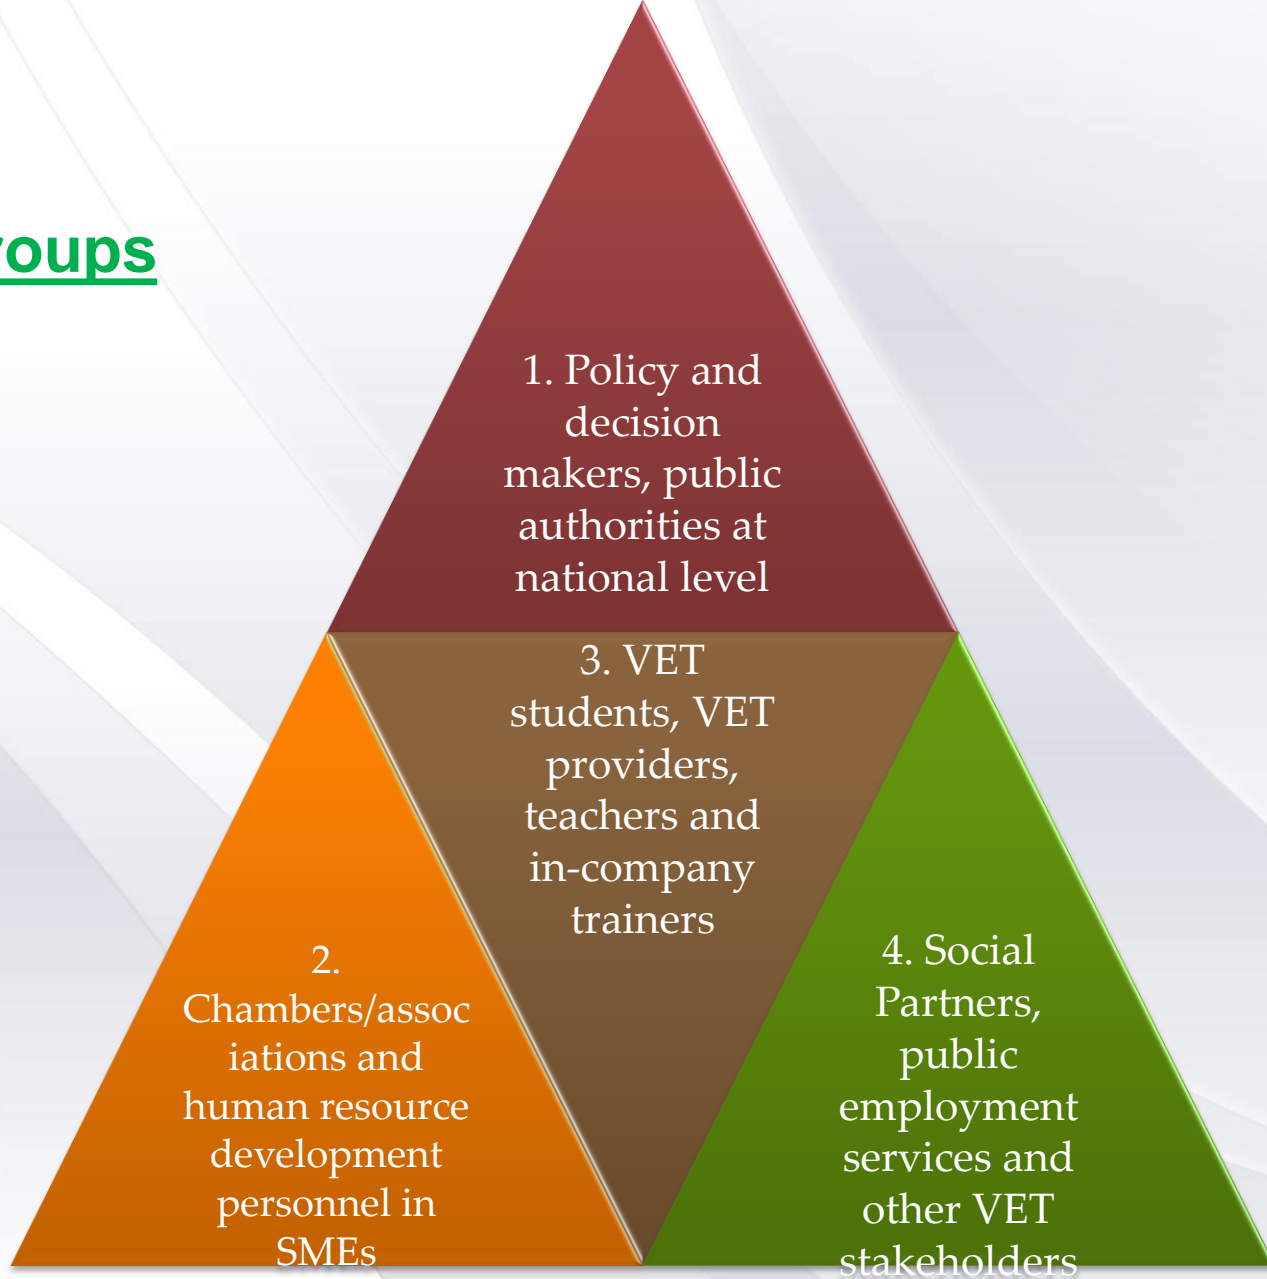 roups
1. Policy and
decision
makers, public
authorities at
national level
3. VET
students, VET
providers,
teachers and
in-company
trainers
2.
Chambers/assoc
iations and
human resource
development
personnel in
SMEs
4. Social
Partners,
public
employment
services and
other VET
stakeholders